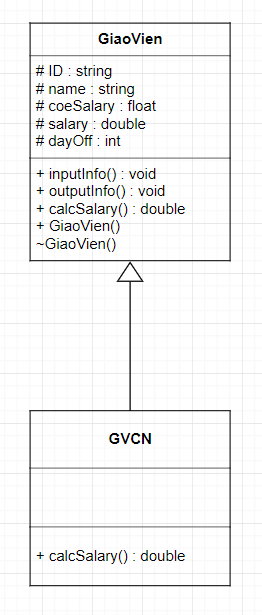 GiaoVien
# ID : string
# name : string
# coeSalary : float
# salary : double
# dayOff : int
+ inputInfo() : void
+ outputInfo() : void
+ calcSalary() : double
+ GiaoVien()
~GiaoVien()
GVCN
+ calcSalary() : double